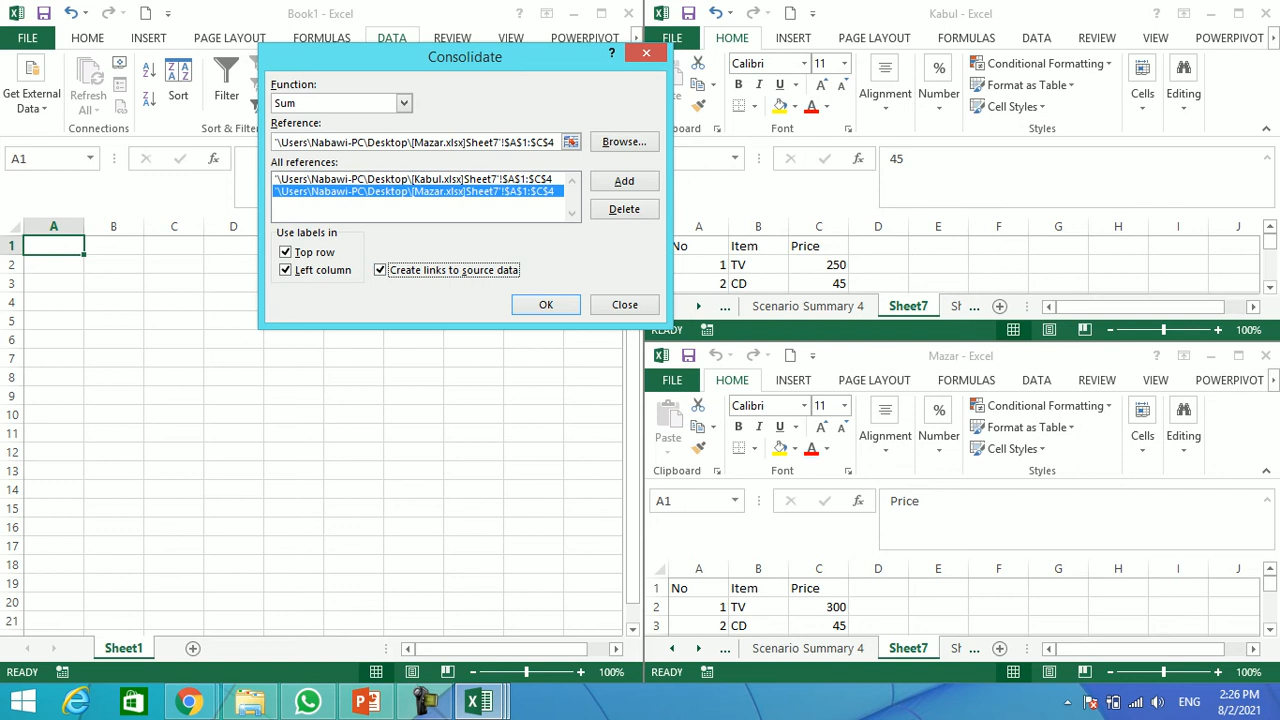 Book1 - Excel
FILE HOME INSERT PAGE LAYOUT FORMULAS DATA REVIEW VIEW POWERPIVOT
Get External Data
Refresh All
Connections
Sort
Filter
Sort & Filter
A1
A B C D
1
2
3
4
5
6
7
8
9
10
11
12
13
14
15
16
17
18
19
20
21
Sheet1
READY 100%
Consolidate
Function:
Sum
Reference:
'\Users\Nabawi-PC\Desktop\[Mazar.xlsx]Sheet7'!$A$1:$C$4 Browse...
All references:
'\Users\Nabawi-PC\Desktop\[Kabul.xlsx]Sheet7'!$A$1:$C$4 Add
'\Users\Nabawi-PC\Desktop\[Mazar.xlsx]Sheet7'!$A$1:$C$4
Delete
Use labels in
Top row
Left column Create links to source data
OK Close
Kabul - Excel
FILE HOME INSERT PAGE LAYOUT FORMULAS DATA REVIEW VIEW POWERPIVOT
Calibri 11
Conditional Formatting
Format as Table
Cell Styles
Alignment Number Cells Editing
Font Styles
45
A B C D E F G H I J
No Item Price
1 TV 250
2 CD 45
... Scenario Summary 4 Sheet7 Sh ...
READY 100%
Mazar - Excel
FILE HOME INSERT PAGE LAYOUT FORMULAS DATA REVIEW VIEW POWERPIVOT
Paste
Calibri 11
Conditional Formatting
Format as Table
Cell Styles
Alignment Number Cells Editing
Clipboard Font Styles
A1 Price
A B C D E F G H I J
1 No Item Price
2 1 TV 300
3 2 CD 45
... Scenario Summary 4 Sheet7 Sh ...
READY 100%
ENG 2:26 PM
8/2/2021